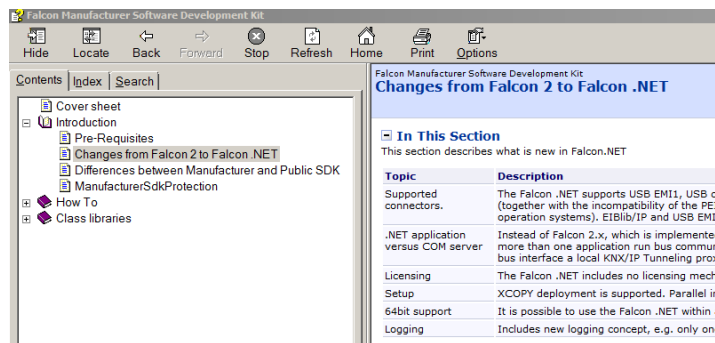 Falcon Manufacturer Software Development Kit
Hide Locate Back Forward Stop Refresh Home Print Options
Contents Index Search
Cover sheet
Introduction
Pre-Requisites
Changes from Falcon 2 to Falcon .NET
Differences between Manufacturer and Public SDK
ManufacturerSdkProtection
How To
Class libraries
Falcon Manufacturer Software Development Kit
Changes from Falcon 2 to Falcon .NET
In This Section
This section describes what is new in Falcon.NET
Topic Description
Supported The Falcon .NET supports USB EMI1, USB
connectors. (together with the incompatibility of the
operation systems). EIBlib/IP and USB
.NET application Instead of Falcon 2.x, which is
versus COM server more than one application run bus
bus interface a local KNX/IP Tunneling
Licensing The Falcon .NET includes no licensing
Setup XCOPY deployment is supported. Parallel
64bit support It is possible to use the Falcon .NET within
Logging Includes new logging concept, e.g. only